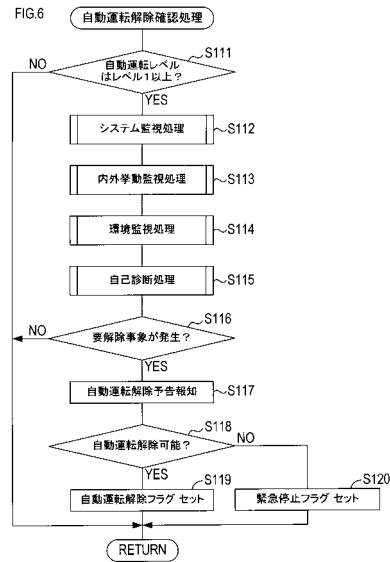 FIG.6
自動運転解除確認処理
S111
自動運転レベル
はレベル1以上?
NO
YES
システム監視処理
S112
内外挙動監視処理
S113
環境監視処理
S114
自己診断処理
S115
S116
要解除事象が発生?
NO
YES
自動運転解除予告報知
S117
S118
自動運転解除可能?
NO
YES
S119
自動運転解除フラグ セット
S120
緊急停止フラグ セット
RETURN